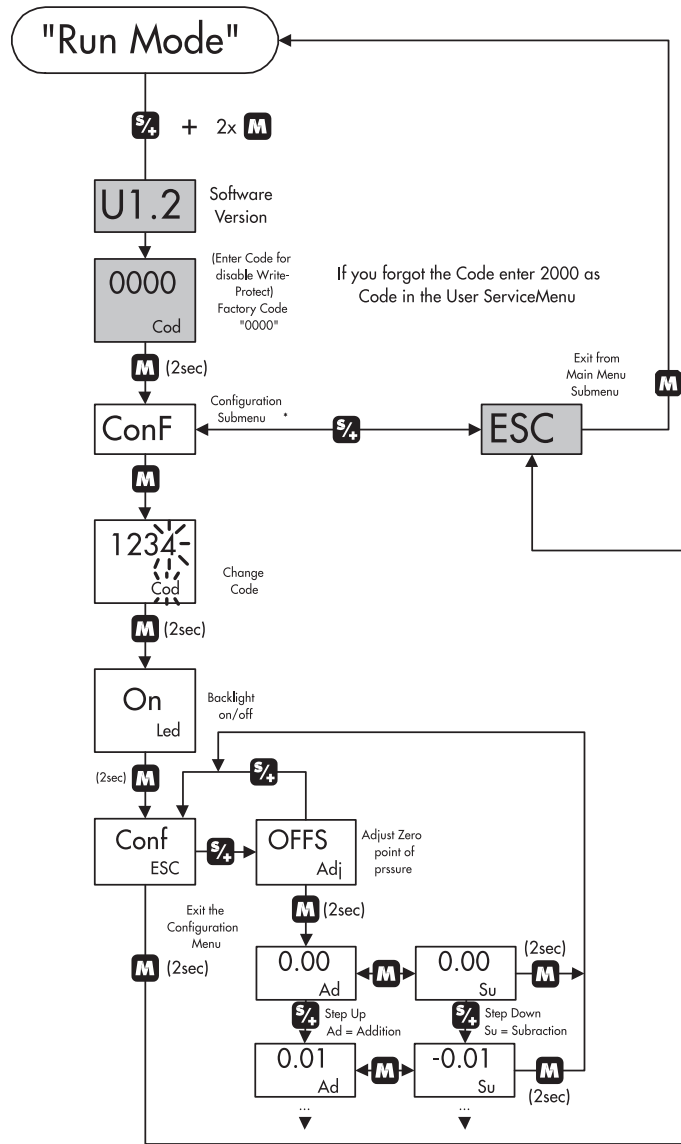 "Run Mode"
S/+ + 2x M
U1.2
Software
Version
0000
Cod
(Enter Code for
disable Write-
Protect)
Factory Code
"0000"
If you forgot the Code enter 2000 as
Code in the User ServiceMenu
M (2sec)
Exit from
Main Menu
Submenu
M
ConF
Configuration
Submenu *
S/+
ESC
M
1234
Cod
Change
Code
M (2sec)
On
Led
Backlight
on/off
(2sec) M
S/+
Conf
ESC
S/+
OFFS
Adj
Adjust Zero
point of
prssure
Exit the
Configuration
Menu
M (2sec)
M (2sec)
0.00
Ad
M
0.00
Su
(2sec)
M
S/+
Step Up
Ad = Addition
S/+
Step Down
Su = Subraction
0.01
Ad
M
-0.01
Su
M
(2sec)
...
...